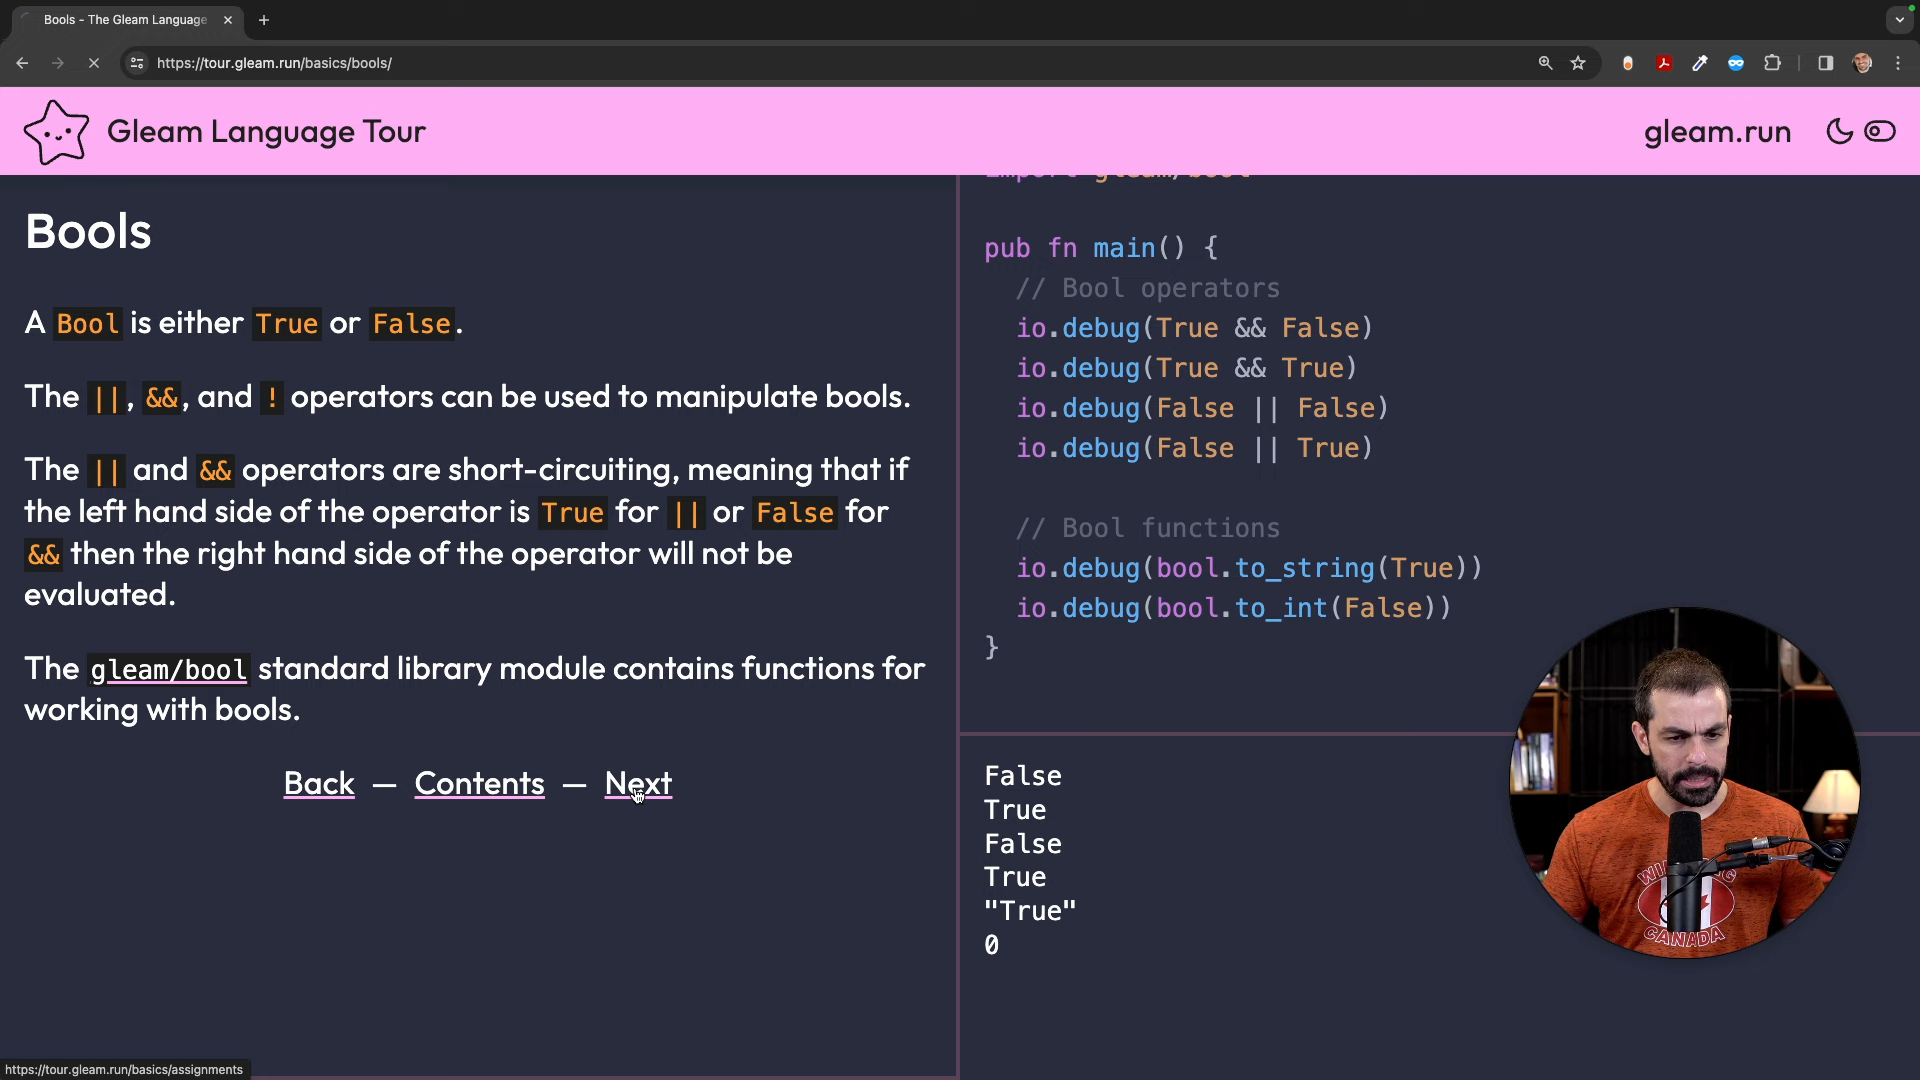 Bools - The Gleam Language
https://tour.gleam.run/basics/bools/
Gleam Language Tour
gleam.run
Bools
A Bool is either True or False.
The ||, &&, and ! operators can be used to manipulate bools.
The || and && operators are short-circuiting, meaning that if
the left hand side of the operator is True for || or False for
&& then the right hand side of the operator will not be
evaluated.
The gleam/bool standard library module contains functions for
working with bools.
Back — Contents — Next
import gleam/bool
pub fn main() {
// Bool operators
io.debug(True && False)
io.debug(True && True)
io.debug(False || False)
io.debug(False || True)
// Bool functions
io.debug(bool.to_string(True))
io.debug(bool.to_int(False))
}
False
True
False
True
"True"
0
CANADA
https://tour.gleam.run/basics/assignments